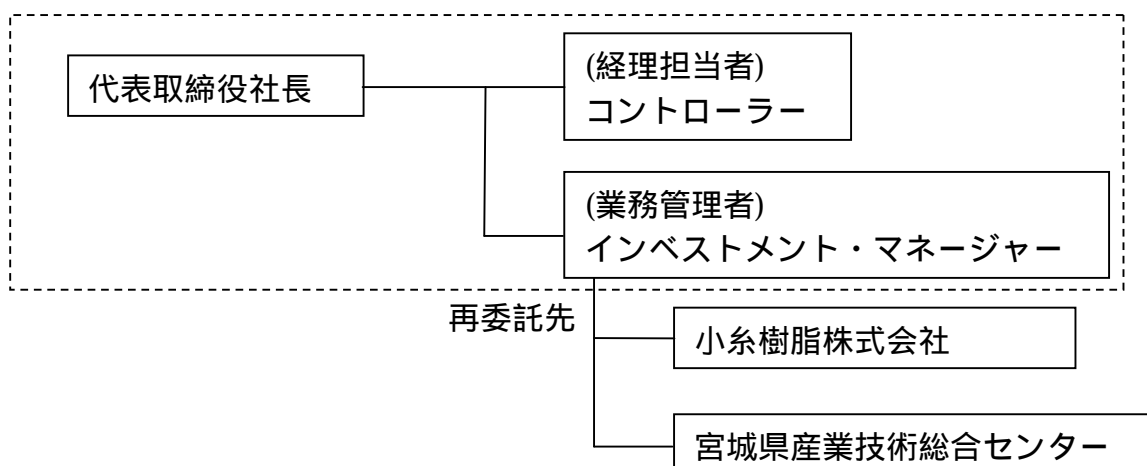 代表取締役社長
(経理担当者)
コントローラー
(業務管理者)
インベストメント・マネージャー
再委託先
小糸樹脂株式会社
宮城県産業技術総合センター